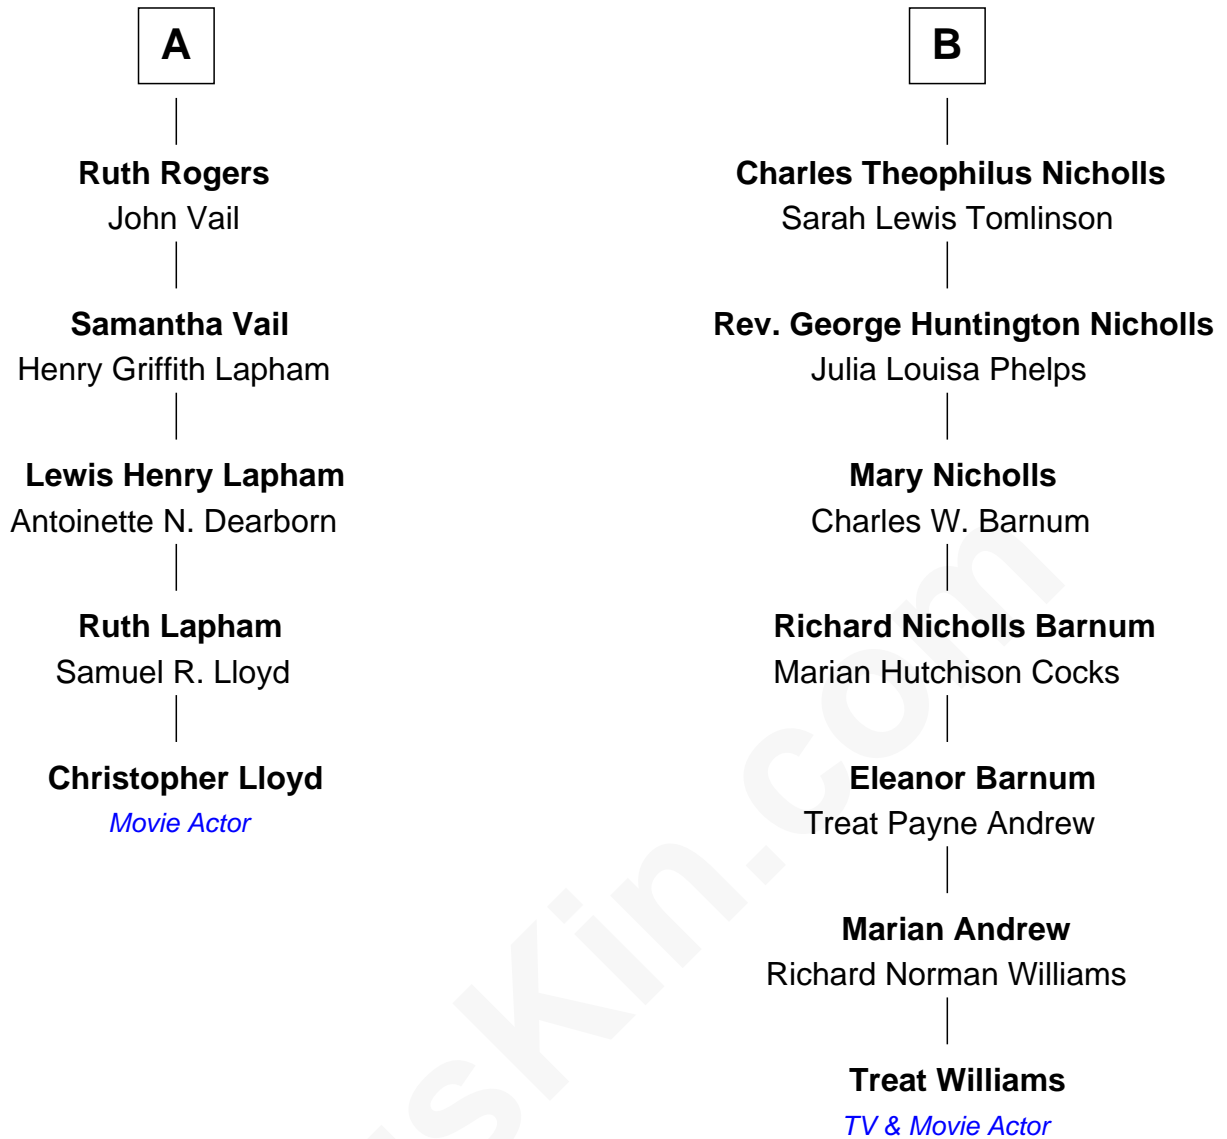 A
Ruth Rogers
John Vail
Samantha Vail
Henry Griffith Lapham
Lewis Henry Lapham
Antoinette N. Dearborn
Ruth Lapham
Samuel R. Lloyd
Christopher Lloyd
Movie Actor
B
Charles Theophilus Nicholls
Sarah Lewis Tomlinson
Rev. George Huntington Nicholls
Julia Louisa Phelps
Mary Nicholls
Charles W. Barnum
Richard Nicholls Barnum
Marian Hutchison Cocks
Eleanor Barnum
Treat Payne Andrew
Marian Andrew
Richard Norman Williams
Treat Williams
TV & Movie Actor
sKin.com